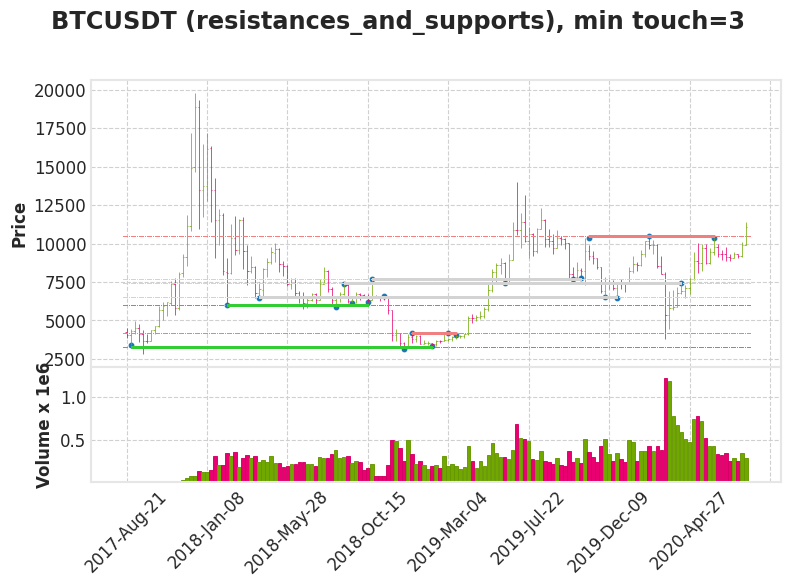 BTCUSDT (resistances_and_supports), min touch=3
20000
17500
15000
12500
10000
7500
5000
2500
Price
1.0
0.5
Volume x 1e6
2017-Aug-21
2018-Jan-08
2018-May-28
2018-Oct-15
2019-Mar-04
2019-Jul-22
2019-Dec-09
2020-Apr-27